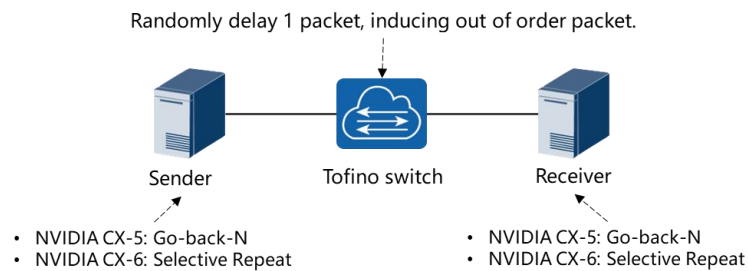 Randomly delay 1 packet, inducing out of order packet.
Sender
Tofino switch
Receiver
• NVIDIA CX-5: Go-back-N
• NVIDIA CX-6: Selective Repeat
• NVIDIA CX-5: Go-back-N
• NVIDIA CX-6: Selective Repeat